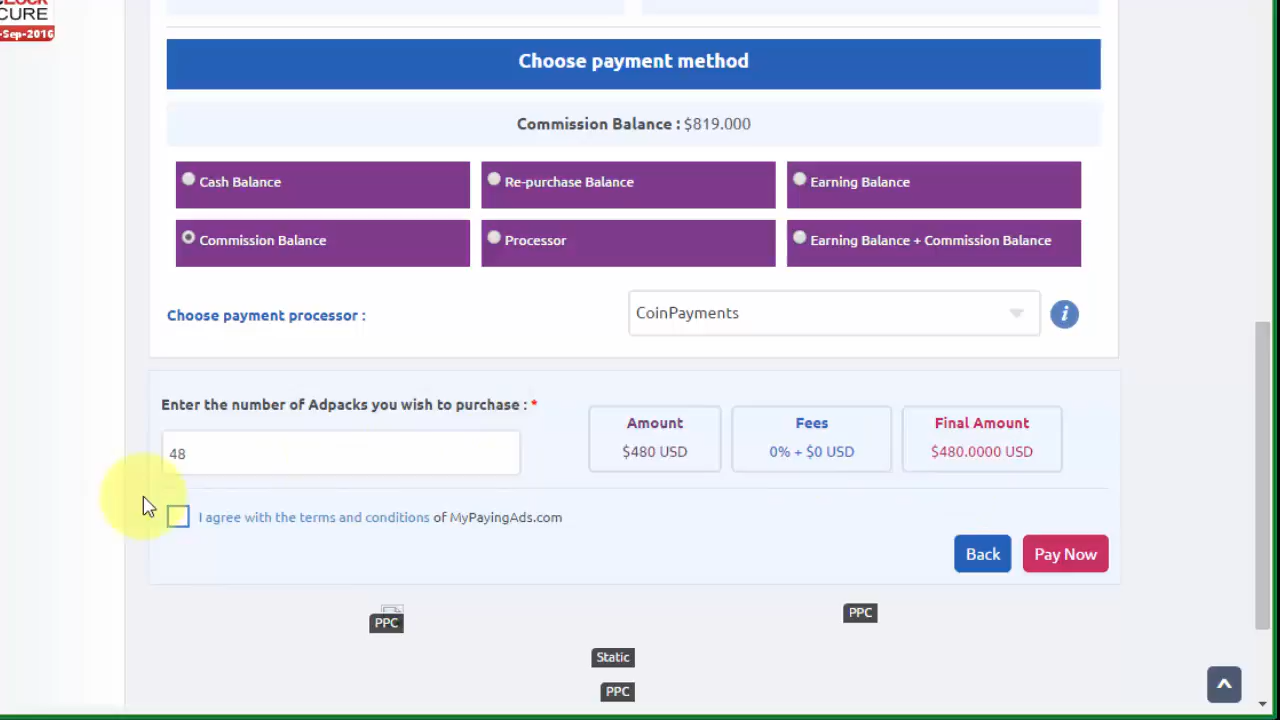 CURE
-Sep-2016
Choose payment method
Commission Balance : $819.000
Cash Balance
Re-purchase Balance
Earning Balance
Commission Balance
Processor
Earning Balance + Commission Balance
Choose payment processor :
CoinPayments
i
Enter the number of Adpacks you wish to purchase : *
48
Amount
$480 USD
Fees
0% + $0 USD
Final Amount
$480.0000 USD
I agree with the terms and conditions of MyPayingAds.com
Back
Pay Now
PPC
PPC
Static
PPC